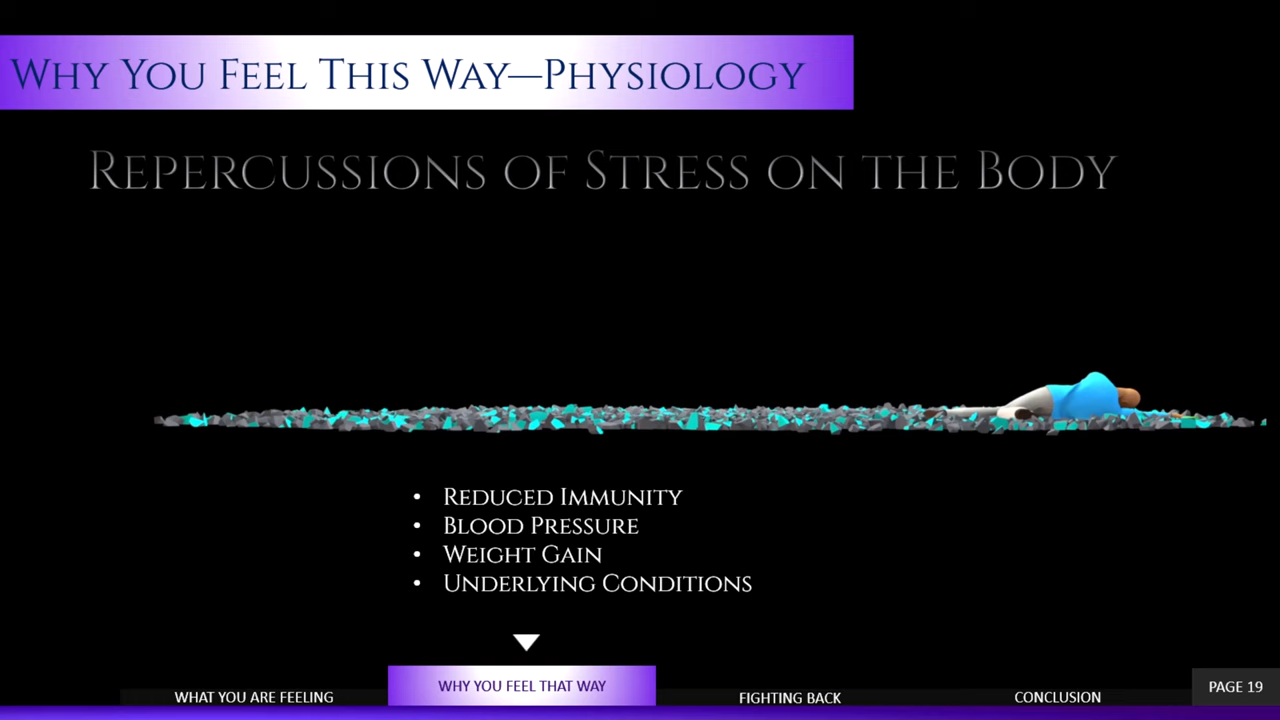 Why You Feel This Way—Physiology
Repercussions of Stress on the Body
• Reduced Immunity
• Blood Pressure
• Weight Gain
• Underlying Conditions
WHAT YOU ARE FEELING
WHY YOU FEEL THAT WAY
FIGHTING BACK
CONCLUSION
PAGE 19